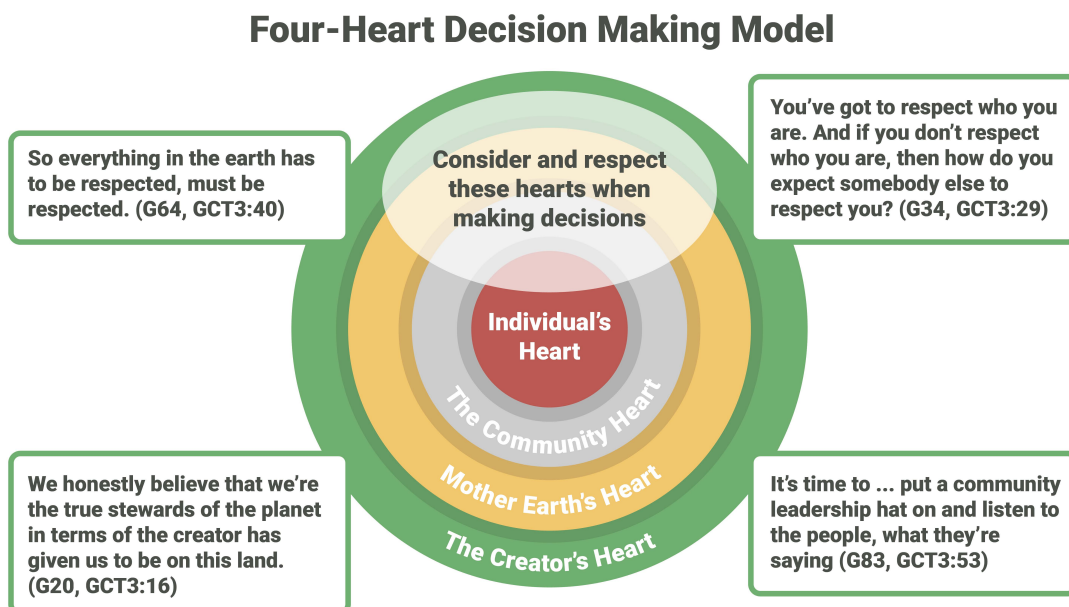 Four-Heart Decision Making Model
So everything in the earth has
to be respected, must be
respected. (G64, GCT3:40)
You’ve got to respect who you
are. And if you don’t respect
who you are, then how do you
expect somebody else to
respect you? (G34, GCT3:29)
Consider and respect
these hearts when
making decisions
Individual’s
Heart
The Community Heart
Mother Earth’s Heart
The Creator’s Heart
We honestly believe that we’re
the true stewards of the planet
in terms of the creator has
given us to be on this land.
(G20, GCT3:16)
It’s time to ... put a community
leadership hat on and listen to
the people, what they’re
saying (G83, GCT3:53)